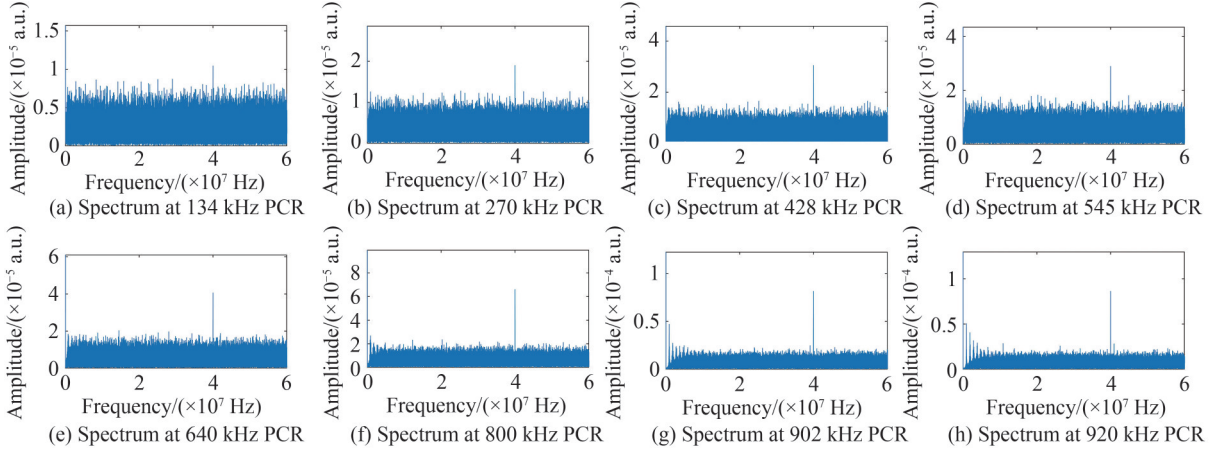 Amplitude/(×10⁻⁵ a.u.)
1.5
1
0.5
0
0 2 4 6
Frequency/(×10⁷ Hz)
(a) Spectrum at 134 kHz PCR
Amplitude/(×10⁻⁵ a.u.)
2
1
0
0 2 4 6
Frequency/(×10⁷ Hz)
(b) Spectrum at 270 kHz PCR
Amplitude/(×10⁻⁵ a.u.)
4
2
0
0 2 4 6
Frequency/(×10⁷ Hz)
(c) Spectrum at 428 kHz PCR
Amplitude/(×10⁻⁵ a.u.)
4
2
0
0 2 4 6
Frequency/(×10⁷ Hz)
(d) Spectrum at 545 kHz PCR
Amplitude/(×10⁻⁵ a.u.)
6
4
2
0
0 2 4 6
Frequency/(×10⁷ Hz)
(e) Spectrum at 640 kHz PCR
Amplitude/(×10⁻⁵ a.u.)
8
6
4
2
0
0 2 4 6
Frequency/(×10⁷ Hz)
(f) Spectrum at 800 kHz PCR
Amplitude/(×10⁻⁴ a.u.)
1
0.5
0
0 2 4 6
Frequency/(×10⁷ Hz)
(g) Spectrum at 902 kHz PCR
Amplitude/(×10⁻⁴ a.u.)
1
0.5
0
0 2 4 6
Frequency/(×10⁷ Hz)
(h) Spectrum at 920 kHz PCR